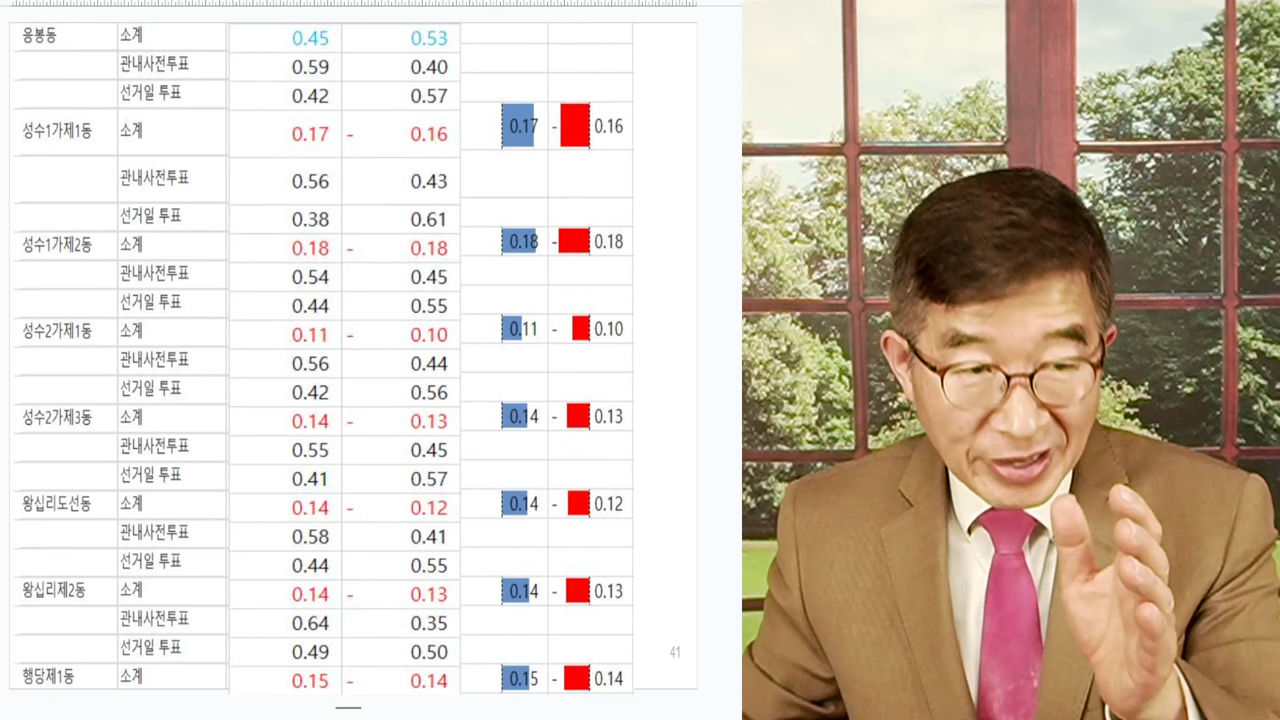 응봉동 소계 0.45 0.53
관내사전투표 0.59 0.40
선거일 투표 0.42 0.57
성수1가제1동 소계 0.17 - 0.16 0.17 - 0.16
관내사전투표 0.56 0.43
선거일 투표 0.38 0.61
성수1가제2동 소계 0.18 - 0.18 0.18 - 0.18
관내사전투표 0.54 0.45
선거일 투표 0.44 0.55
성수2가제1동 소계 0.11 - 0.10 0.11 - 0.10
관내사전투표 0.56 0.44
선거일 투표 0.42 0.56
성수2가제3동 소계 0.14 - 0.13 0.14 - 0.13
관내사전투표 0.55 0.45
선거일 투표 0.41 0.57
왕십리도선동 소계 0.14 - 0.12 0.14 - 0.12
관내사전투표 0.58 0.41
선거일 투표 0.44 0.55
왕십리제2동 소계 0.14 - 0.13 0.14 - 0.13
관내사전투표 0.64 0.35
선거일 투표 0.49 0.50
41
행당제1동 소계 0.15 - 0.14 0.15 - 0.14